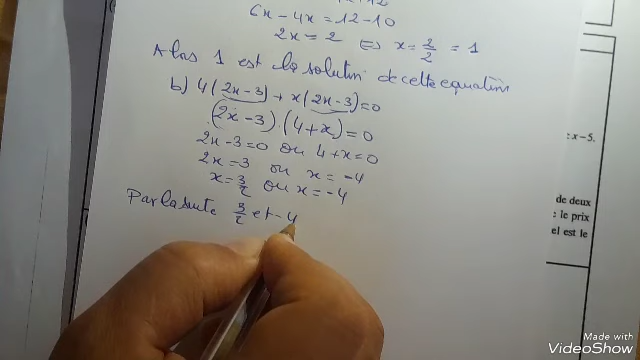 6x - 4x = 12 - 10
2x = 2 ⇔ x = 2/2 = 1
Alors 1 est la solution de cette equation
b) 4(2x-3) + x(2x-3) = 0
(2x-3).(4+x) = 0
2x-3=0 ou 4+x=0
2x=3 ou x = -4
x=3/2 ou x=-4
Par la suite 3/2 et -4
: x-5.
de deux
: le prix
el est le
Made With
VideoShow